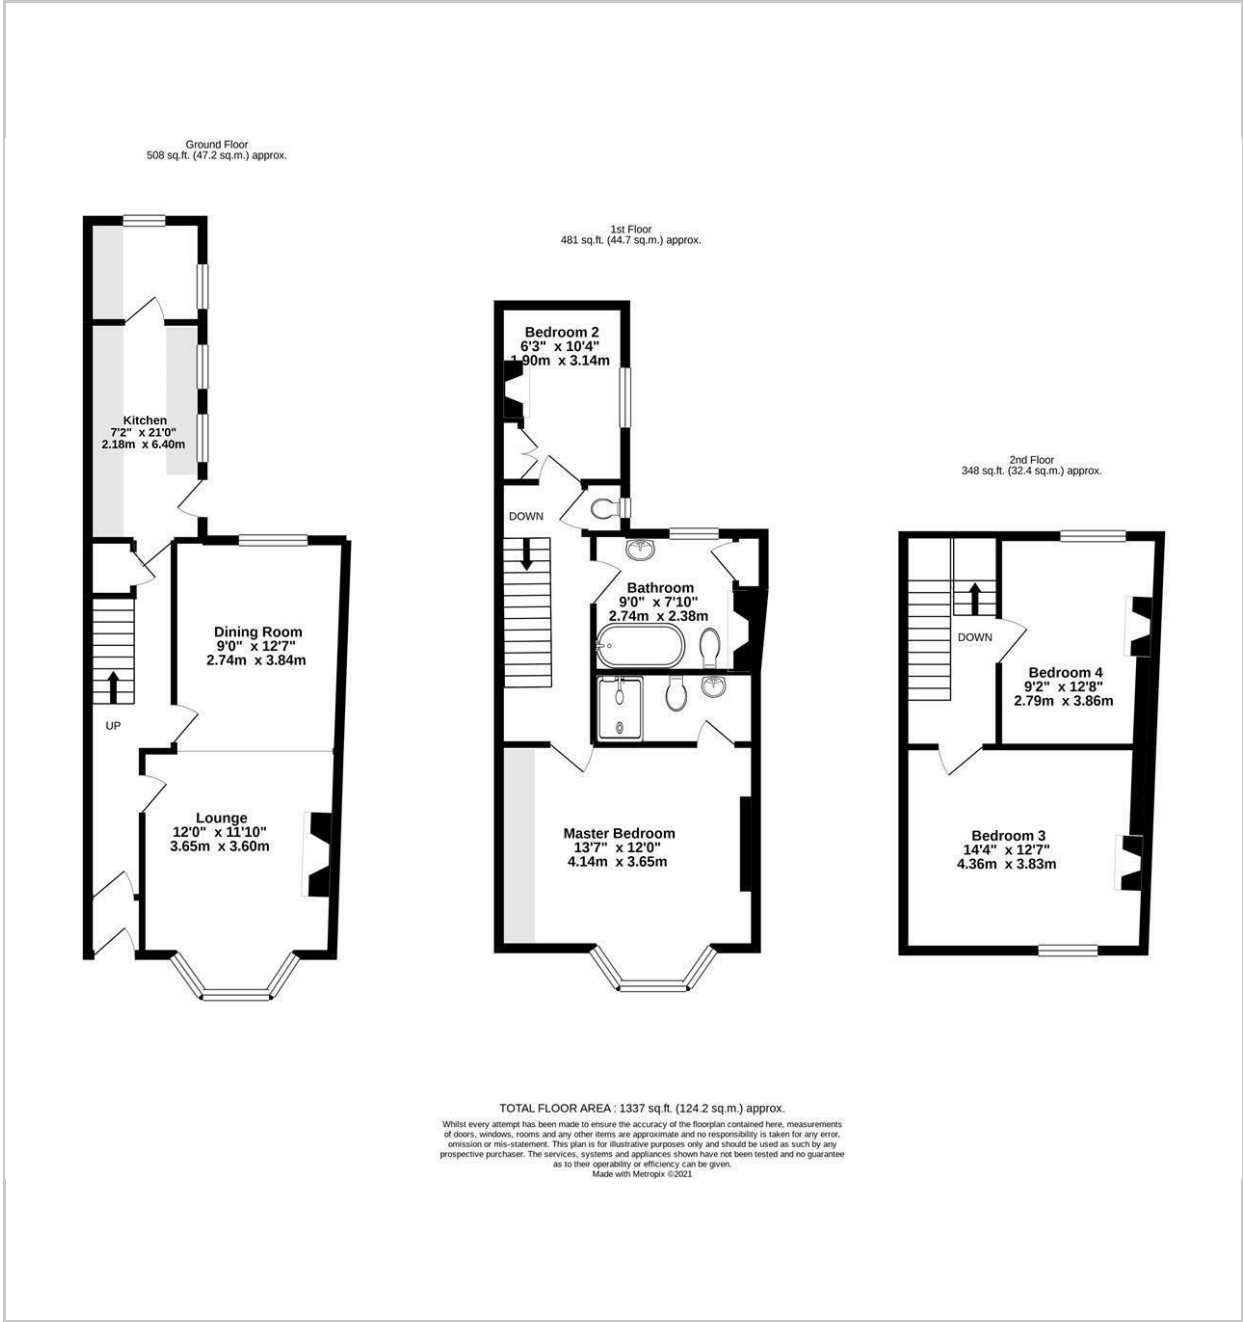 Ground Floor
508 sq.ft. (47.2 sq.m.) approx.
Kitchen
7'2" x 21'0"
2.18m x 6.40m
Dining Room
9'0" x 12'7"
2.74m x 3.84m
UP
Lounge
12'0" x 11'10"
3.65m x 3.60m
1st Floor
481 sq.ft. (44.7 sq.m.) approx.
Bedroom 2
6'3" x 10'4"
1.90m x 3.14m
DOWN
Bathroom
9'0" x 7'10"
2.74m x 2.38m
Master Bedroom
13'7" x 12'0"
4.14m x 3.65m
2nd Floor
348 sq.ft. (32.4 sq.m.) approx.
DOWN
Bedroom 4
9'2" x 12'8"
2.79m x 3.86m
Bedroom 3
14'4" x 12'7"
4.36m x 3.83m
TOTAL FLOOR AREA : 1337 sq.ft. (124.2 sq.m.) approx.
Whilst every attempt has been made to ensure the accuracy of the floorplan contained here, measurements
of doors, windows, rooms and any other items are approximate and no responsibility is taken for any error,
omission or mis-statement. This plan is for illustrative purposes only and should be used as such by any
prospective purchaser. The services, systems and appliances shown have not been tested and no guarantee
as to their operability or efficiency can be given.
Made with Metropix ©2021